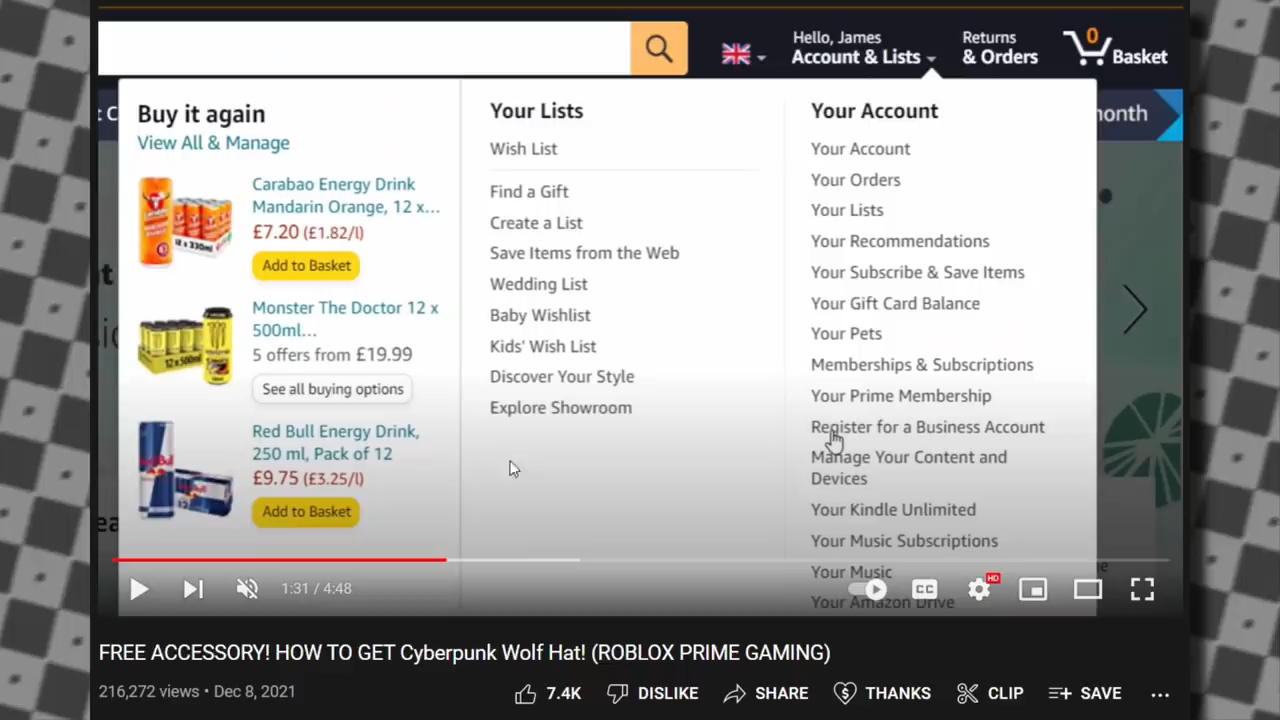 Hello, James
Account & Lists
Returns
& Orders
0
Basket
t C
month
Buy it again
View All & Manage
Carabao Energy Drink
Mandarin Orange, 12 x...
£7.20 (£1.82/l)
Add to Basket
Monster The Doctor 12 x
500ml...
5 offers from £19.99
See all buying options
Red Bull Energy Drink,
250 ml, Pack of 12
£9.75 (£3.25/l)
Add to Basket
Your Lists
Wish List
Find a Gift
Create a List
Save Items from the Web
Wedding List
Baby Wishlist
Kids' Wish List
Discover Your Style
Explore Showroom
Your Account
Your Account
Your Orders
Your Lists
Your Recommendations
Your Subscribe & Save Items
Your Gift Card Balance
Your Pets
Memberships & Subscriptions
Your Prime Membership
Register for a Business Account
Manage Your Content and
Devices
Your Kindle Unlimited
Your Music Subscriptions
Your Music
Your Amazon Drive
1:31 / 4:48
CC
HD
FREE ACCESSORY! HOW TO GET Cyberpunk Wolf Hat! (ROBLOX PRIME GAMING)
216,272 views • Dec 8, 2021
7.4K
DISLIKE
SHARE
THANKS
CLIP
SAVE